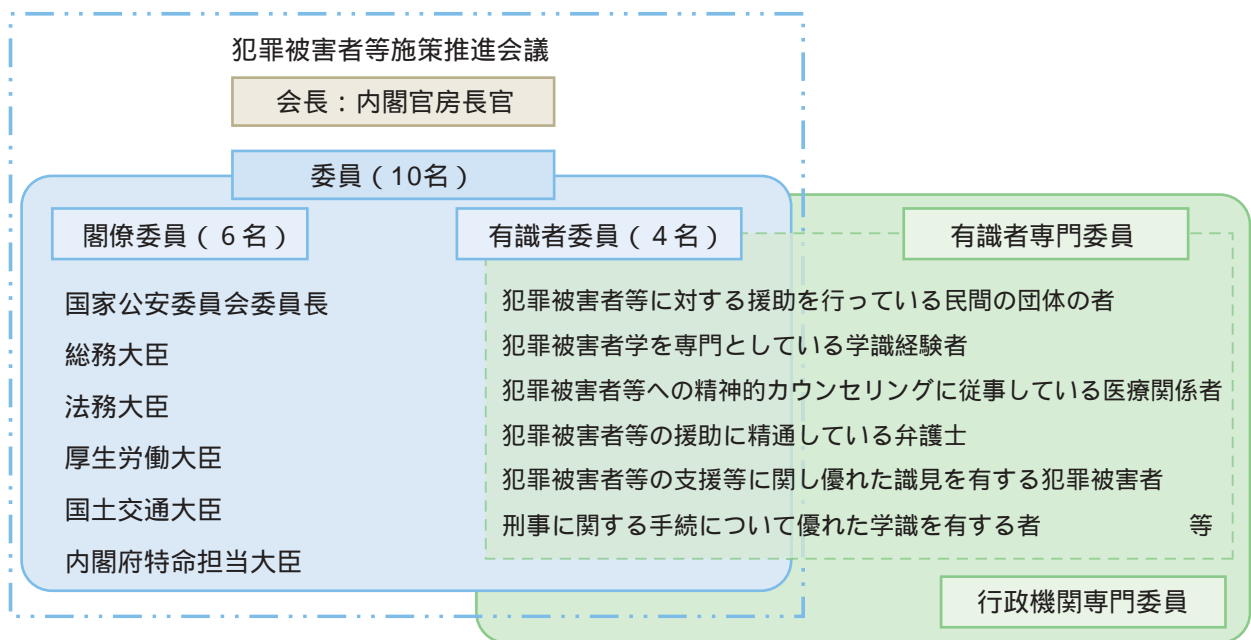 犯罪被害者等施策推進会議
会長：内閣官房長官
委員（10名）
閣僚委員（６名）
国家公安委員会委員長
総務大臣
法務大臣
厚生労働大臣
国土交通大臣
内閣府特命担当大臣
有識者委員（４名）
有識者専門委員
犯罪被害者等に対する援助を行っている民間の団体の者
犯罪被害者学を専門としている学識経験者
犯罪被害者等への精神的カウンセリングに従事している医療関係者
犯罪被害者等の援助に精通している弁護士
犯罪被害者等の支援等に関し優れた識見を有する犯罪被害者
刑事に関する手続について優れた学識を有する者　　　　　　等
行政機関専門委員